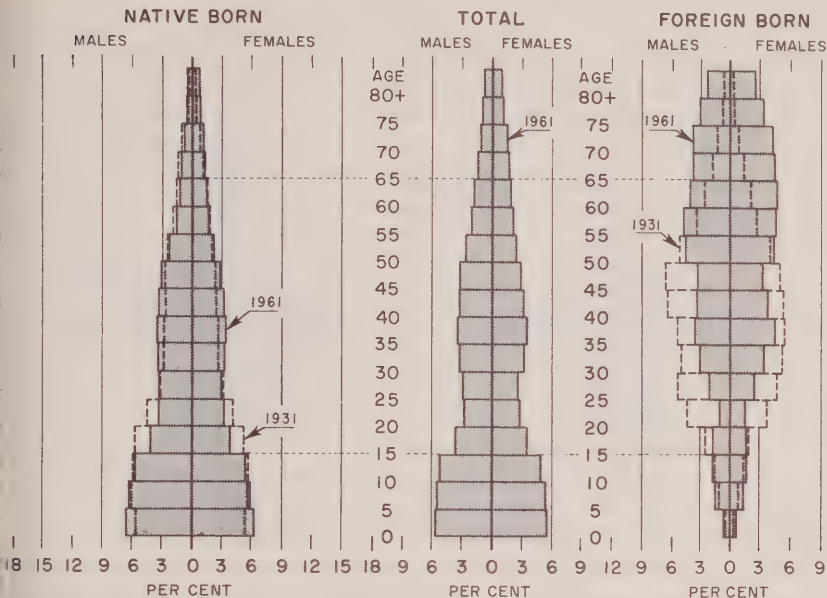 NATIVE BORN
TOTAL
FOREIGN BORN
MALES FEMALES
MALES FEMALES
MALES FEMALES
AGE AGE
80+ 80+
1961
75 75
1961
1961
70 70
65 65
60 60
1931
55 55
50 50
45 45
1961
40 40
35 35
30 30
25 25
1931
20 20
15 15
10 10
5 5
0 0
18 15 12 9 6 3 0 3 6 9 12 15 18 9 6 3 0 3 6 9 12 9 6 3 0 3 6 9
PER CENT
PER CENT
PER CENT